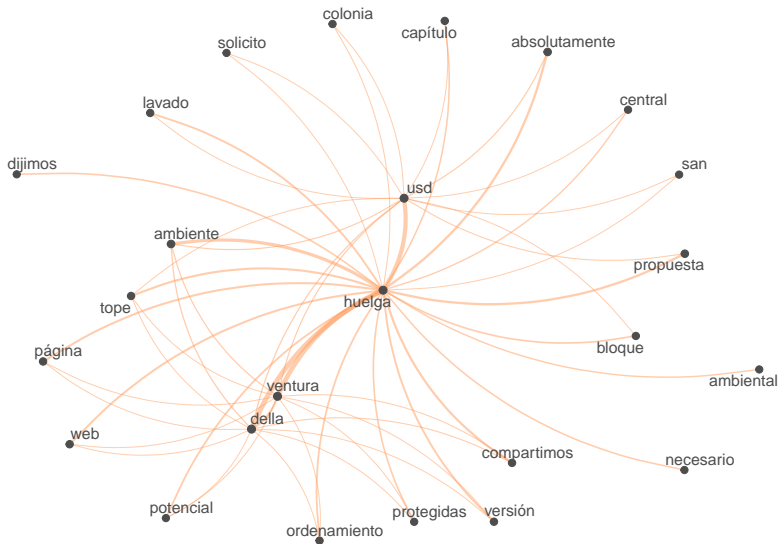 colonia
capítulo
solicito
absolutamente
lavado
central
dijimos
san
usd
ambiente
propuesta
huelga
tope
bloque
página
ambiental
ventura
della
web
compartimos
necesario
potencial
protegidas
versión
ordenamiento